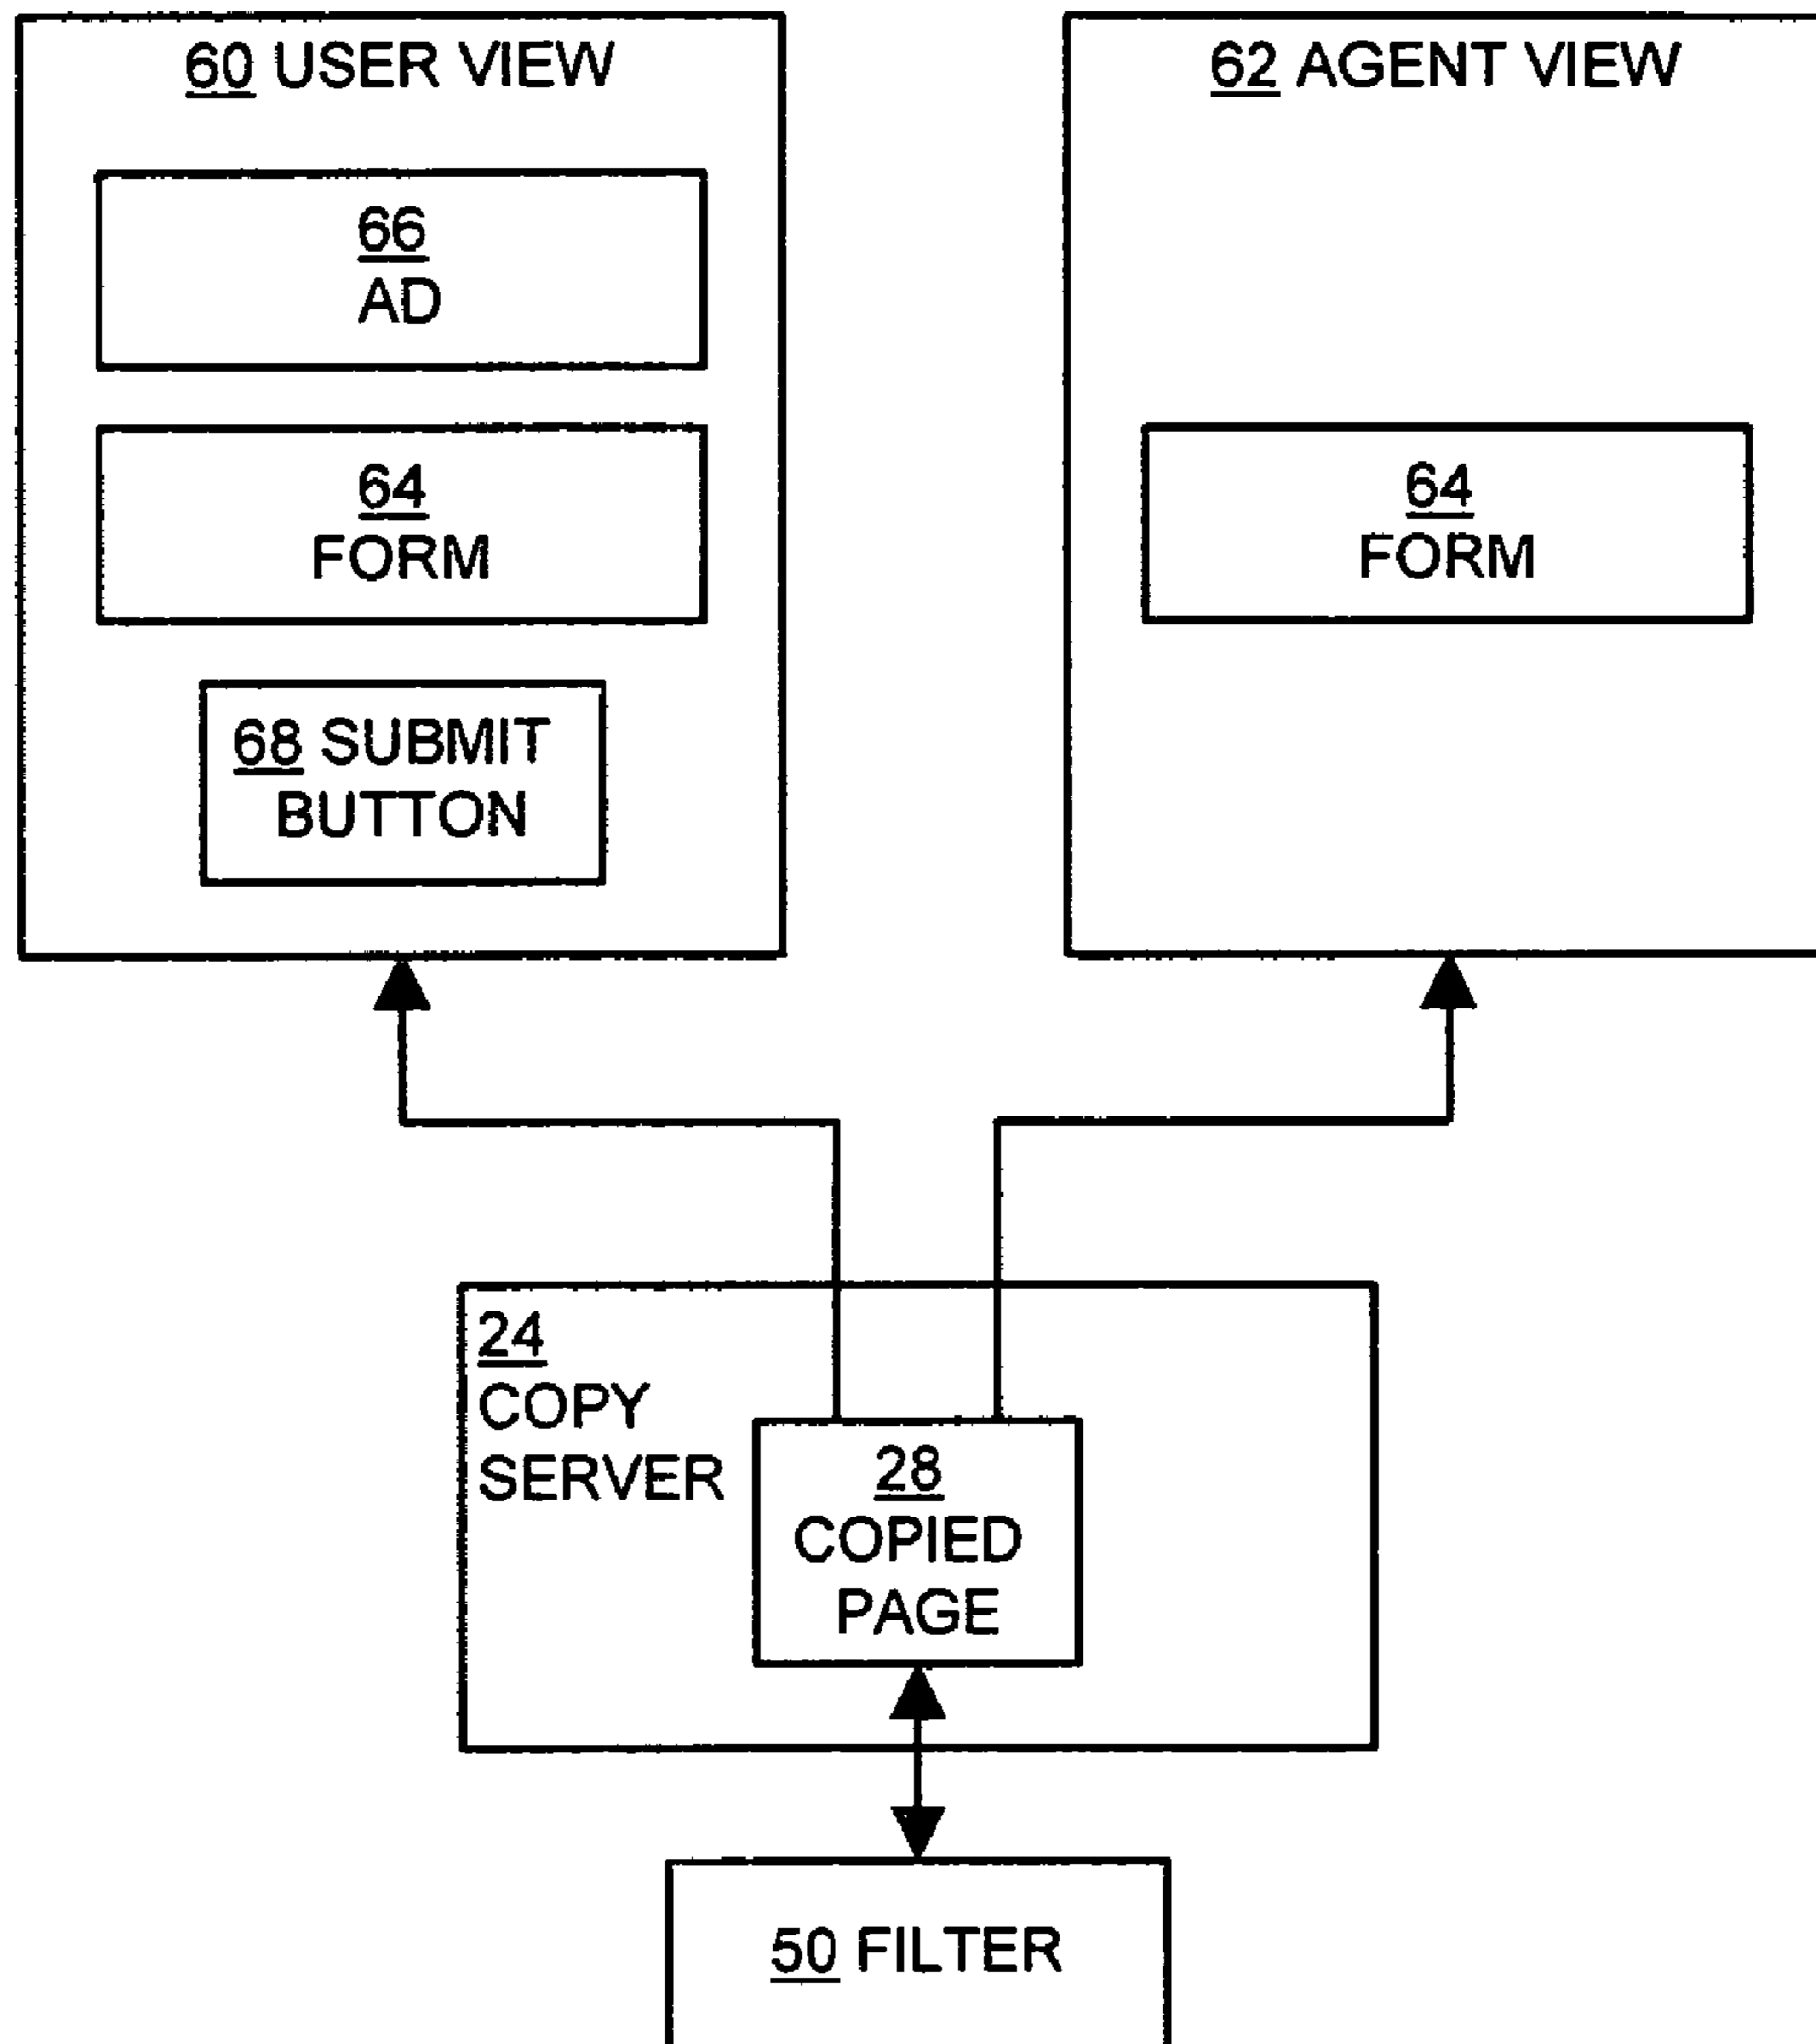 60 USER VIEW
66
AD
64
FORM
68 SUBMIT
BUTTON
62 AGENT VIEW
64
FORM
24
COPY
SERVER
28
COPIED
PAGE
50 FILTER